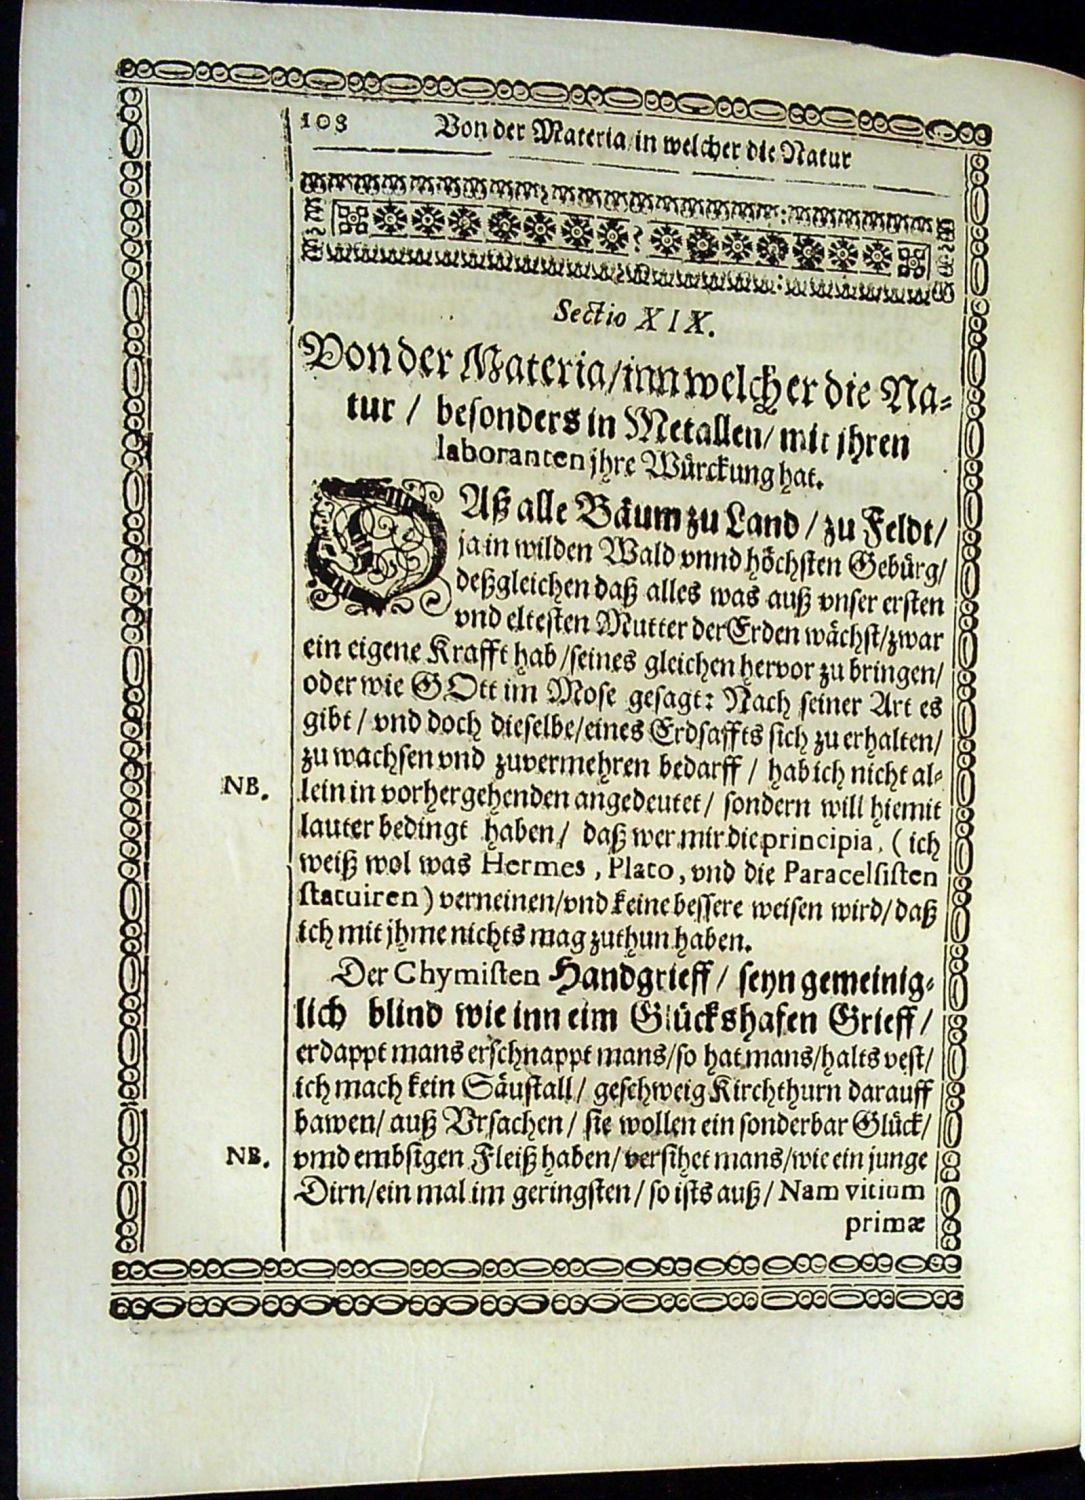 108 Von der Materia/in welcher die Natur
Sectio XIX.
Von der Materia/inn welcher die Na-
tur / besonders in Metallen/ mit jhren
laboranten jhre Würckung hat.
DAß alle Bäum zu Land / zu Feldt/
ja in wilden Wald vnnd höchsten Gebürg/
deßgleichen daß alles was auß vnser ersten
vnd eltesten Mutter der Erden wächst/zwar
ein eigene Krafft hab /seines gleichen hervor zu bringen/
oder wie GOtt im Mose gesagt: Nach seiner Art es
gibt / vnd doch dieselbe/eines Erdsaffts sich zu erhalten/
zu wachsen vnd zuvermehren bedarff / hab ich nicht al-
NB. lein in vorhergehenden angedeutet/ sondern will hiemit
lauter bedingt haben/ daß wer mir die principia, ( ich
weiß wol was Hermes, Plato, vnd die Paracelsisten
statuiren) verneinen/vnd keine bessere weisen wird/ daß
ich mit jhme nichts mag zuthun haben.
Der Chymisten Handgrieff/ seyn gemeinig-
lich blind wie inn eim Glückshafen Grieff/
erdappt mans erschnappt mans/so hat mans/halts vest/
ich mach kein Säustall/ geschweig Kirchthurn darauff
bawen/ auß Vrsachen/ sie wollen ein sonderbar Glück/
NB. vmd embsigen Fleiß haben/ versihet mans/wie ein junge
Dirn/ein mal im geringsten/ so ists auß/ Nam vitium
primæ